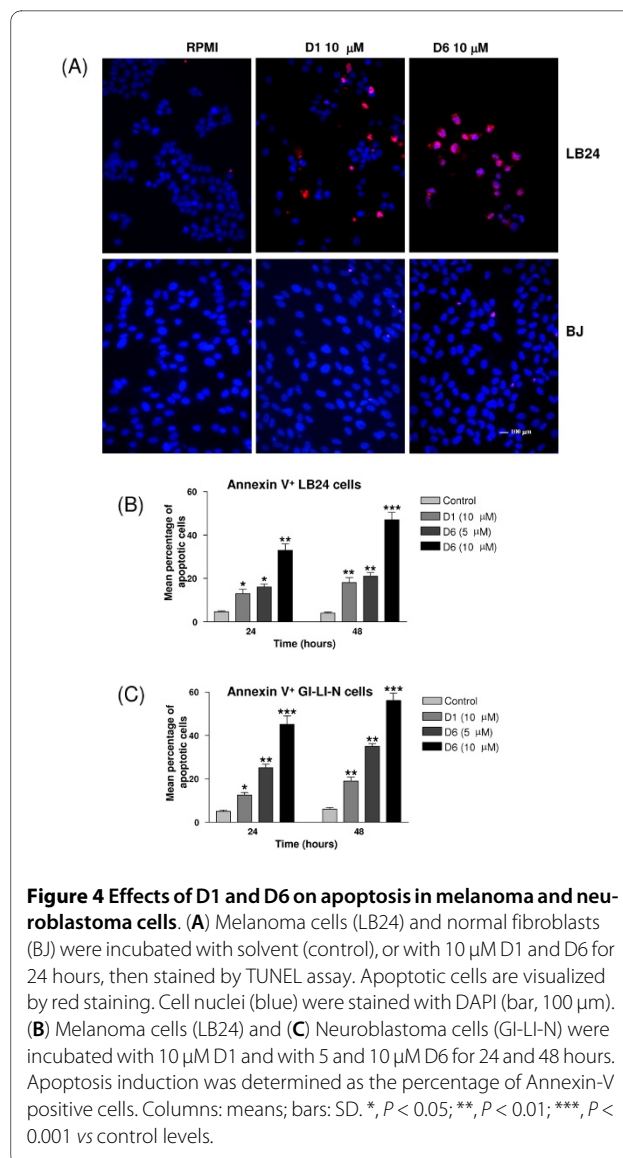 RPMI D1 10 µM D6 10 µM
(A)
LB24
BJ
100 µm
(B)
Annexin V+ LB24 cells
Mean percentage of apoptotic cells
60
40
20
0
* * ** ** ** ***
24 48
Time (hours)
Control
D1 (10 µM)
D6 (5 µM)
D6 (10 µM)
(C)
Annexin V+ GI-LI-N cells
Mean percentage of apoptotic cells
60
40
20
0
* ** *** ** ** ***
24 48
Time (hours)
Control
D1 (10 µM)
D6 (5 µM)
D6 (10 µM)
Figure 4 Effects of D1 and D6 on apoptosis in melanoma and neu-
roblastoma cells. (A) Melanoma cells (LB24) and normal fibroblasts
(BJ) were incubated with solvent (control), or with 10 µM D1 and D6 for
24 hours, then stained by TUNEL assay. Apoptotic cells are visualized
by red staining. Cell nuclei (blue) were stained with DAPI (bar, 100 µm).
(B) Melanoma cells (LB24) and (C) Neuroblastoma cells (GI-LI-N) were
incubated with 10 µM D1 and with 5 and 10 µM D6 for 24 and 48 hours.
Apoptosis induction was determined as the percentage of Annexin-V
positive cells. Columns: means; bars: SD. *, P < 0.05; **, P < 0.01; ***, P <
0.001 vs control levels.